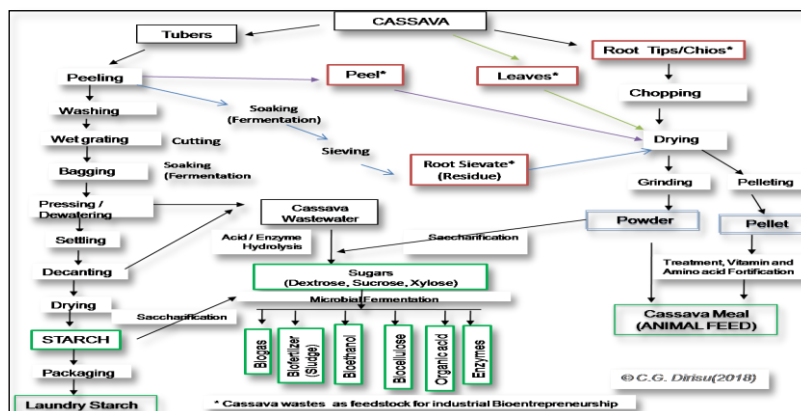 CASSAVA
Tubers
Root Tips/Chios*
Peeling
Peel*
Leaves*
Chopping
Washing
Soaking
(Fermentation)
Wet grating
Cutting
Sieving
Drying
Bagging
Soaking
(Fermentation
Root Sievate*
(Residue)
Grinding
Pelleting
Pressing /
Dewatering
Cassava
Wastewater
Powder
Pellet
Settling
Acid / Enzyme
Hydrolysis
Saccharification
Decanting
Sugars
(Dextrose, Sucrose, Xylose)
Treatment, Vitamin and
Amino acid Fortification
Drying
Saccharification
Microbial Fermentation
Cassava Meal
(ANIMAL FEED)
STARCH
Biogas
Biofertilizer
(Sludge)
Bioethanol
Biocellulose
Organic acid
Enzymes
Packaging
© C.G. Dirisu(2018)
Laundry Starch
* Cassava wastes as feedstock for industrial Bioentrepreneurship